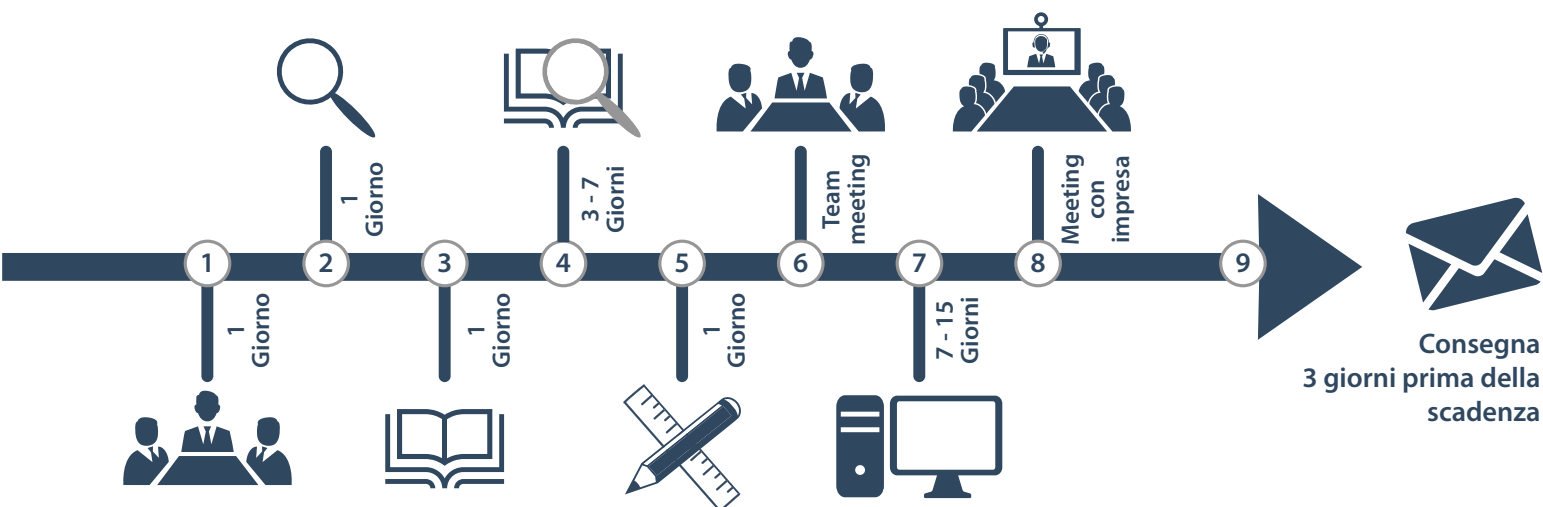 1
1
Giorno
2
1
Giorno
3
1
Giorno
4
3 - 7
Giorni
5
1
Giorno
6
Team
meeting
7
7 - 15
Giorni
8
Meeting
con
impresa
9
Consegna
3 giorni prima della
scadenza